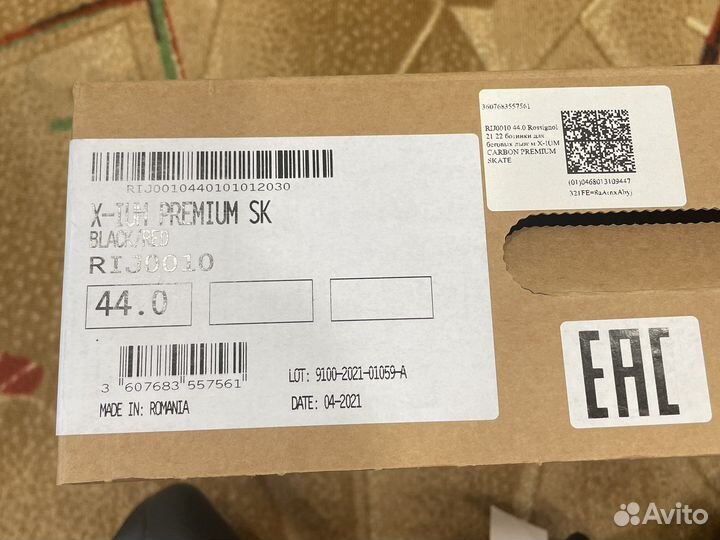 RIJ0010440101012030
X-IUM PREMIUM SK
BLACK/RED
RIJ0010
44.0
3 607683 557561
MADE IN: ROMANIA
LOT: 9100-2021-01059-A
DATE: 04-2021
3607683557561
RIJ0010 44.0 Rossignol
21 22 ботинки для
беговых лыж м X-IUM
CARBON PREMIUM
SKATE
(01)0468013109447
EAC
Avito